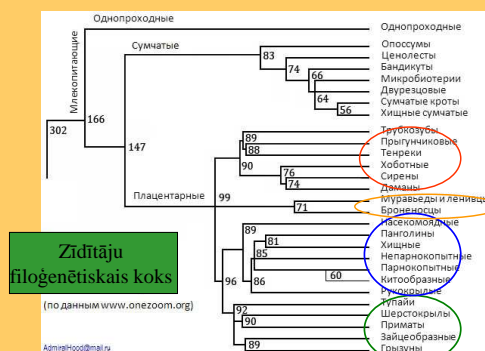 Однопроходные
Однопроходные
Млекопитающие
Сумчатые
83
Опоссумы
Ценолесты
74
Бандикуты
66
Микробиотерии
Двурезцовые
64
Сумчатые кроты
56
Хищные сумчатые
166
302
147
89
Трубкозубы
Прыгунчиковые
88
Тенреки
90
Хоботные
76
Сирены
74
Даманы
Плацентарные
99
Муравьеды и ленивцы
71
Броненосцы
89
Насекомоядные
Панголины
81
Хищные
85
Непарнокопытные
Парнокопытные
60
Китообразные
96
86
Рукокрылые
Тупайи
92
Шерстокрылы
90
Приматы
Зайцеобразные
89
Грызуны
Zīdītāju
filoģenētiskais koks
(по данным www.onezoom.org)
AdmiralHood@mail.ru